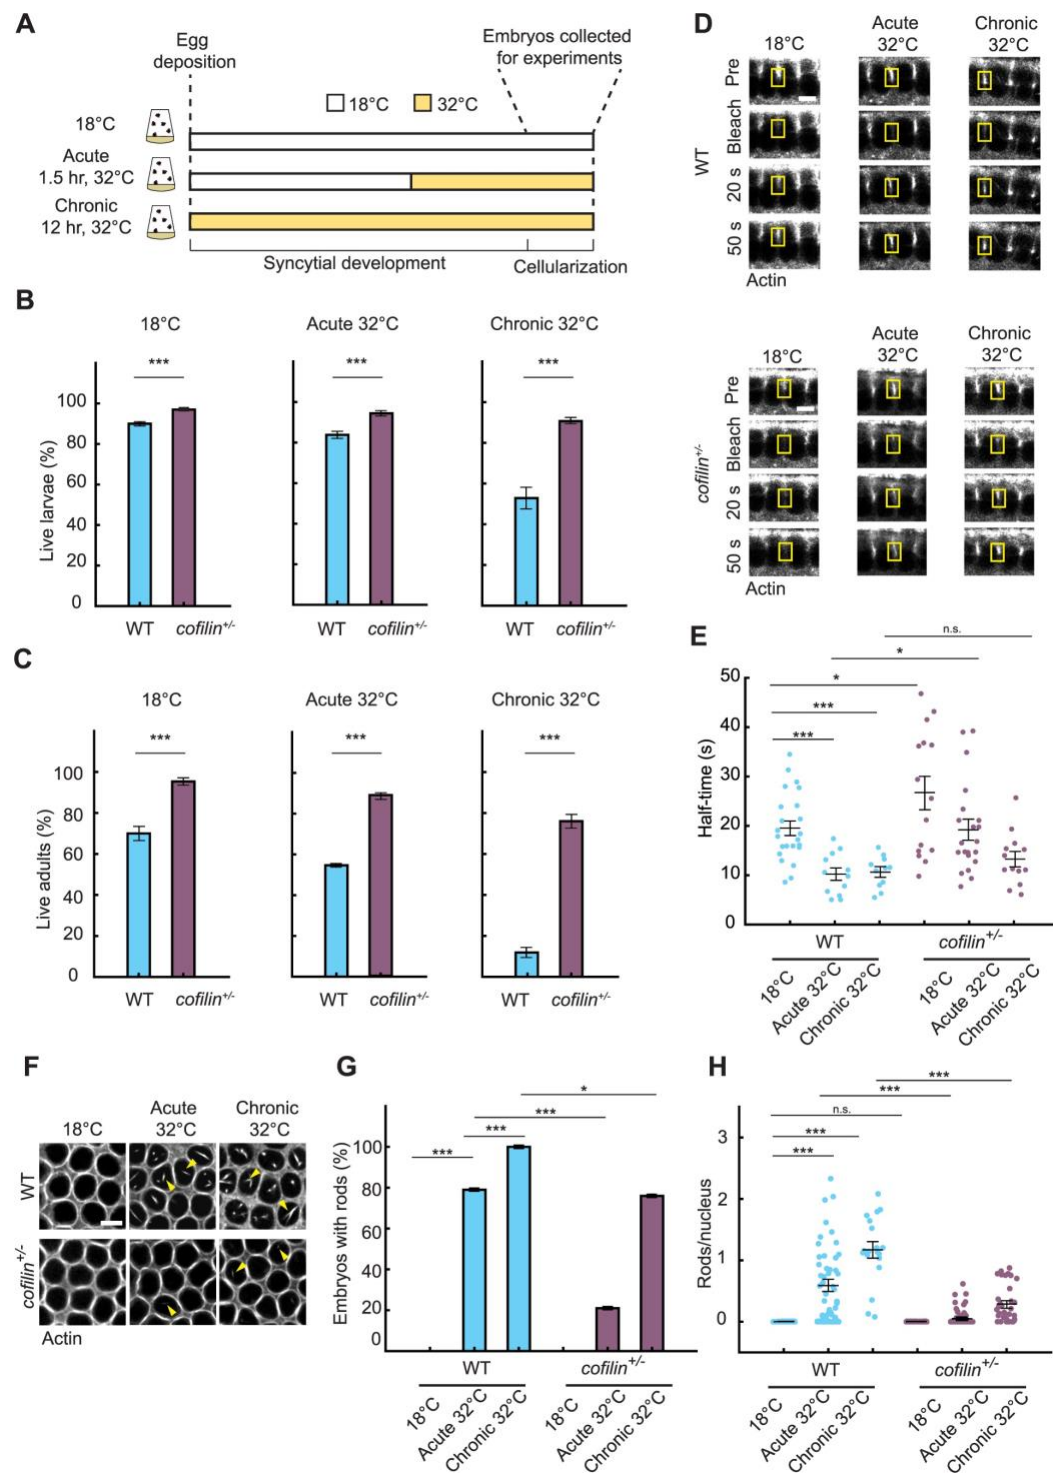 A
Egg
deposition
Embryos collected
for experiments
18°C
32°C
18°C
Acute
1.5 hr, 32°C
Chronic
12 hr, 32°C
Syncytial development
Cellularization
B
18°C
Acute 32°C
Chronic 32°C
***
***
***
Live larvae (%)
100
80
60
40
20
0
WT
cofilin+/-
WT
cofilin+/-
WT
cofilin+/-
C
18°C
Acute 32°C
Chronic 32°C
***
***
***
Live adults (%)
100
80
60
40
20
0
WT
cofilin+/-
WT
cofilin+/-
WT
cofilin+/-
D
18°C
Acute
32°C
Chronic
32°C
WT
Pre
Bleach
20 s
50 s
Actin
18°C
Acute
32°C
Chronic
32°C
cofilin+/-
Pre
Bleach
20 s
50 s
Actin
E
n.s.
*
*
***
***
Half-time (s)
50
40
30
20
10
0
WT
cofilin+/-
18°C
Acute 32°C
Chronic 32°C
18°C
Acute 32°C
Chronic 32°C
F
18°C
Acute
32°C
Chronic
32°C
WT
cofilin+/-
Actin
G
*
***
***
***
Embryos with rods (%)
100
80
60
40
20
0
WT
cofilin+/-
18°C
Acute 32°C
Chronic 32°C
18°C
Acute 32°C
Chronic 32°C
H
***
***
n.s.
***
***
Rods/nucleus
3
2
1
0
WT
cofilin+/-
18°C
Acute 32°C
Chronic 32°C
18°C
Acute 32°C
Chronic 32°C